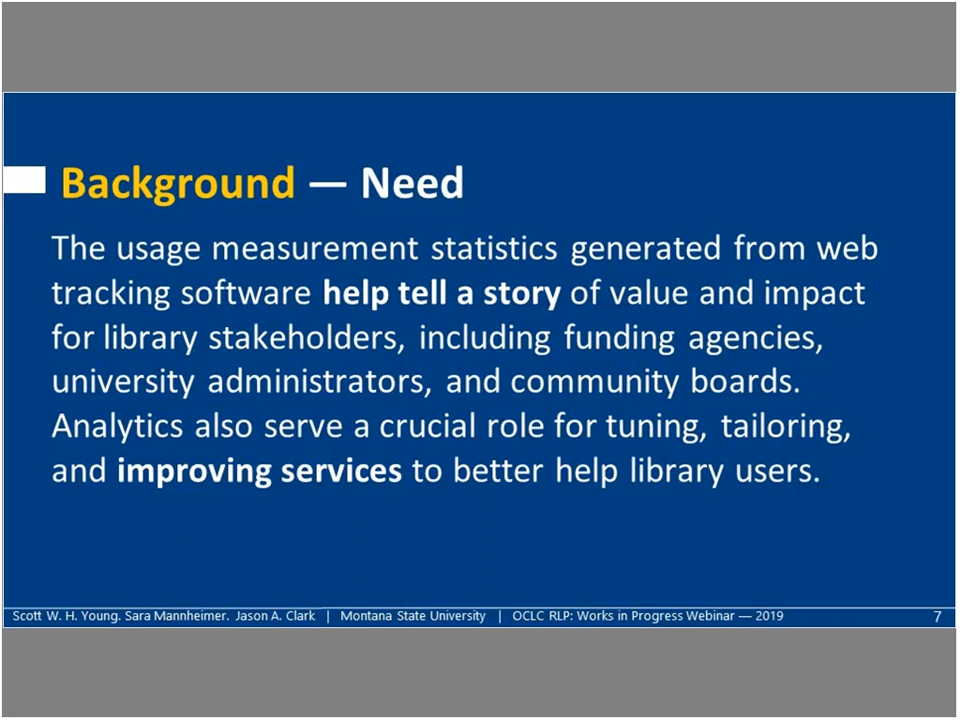 Background — Need
The usage measurement statistics generated from web
tracking software help tell a story of value and impact
for library stakeholders, including funding agencies,
university administrators, and community boards.
Analytics also serve a crucial role for tuning, tailoring,
and improving services to better help library users.
Scott W. H. Young. Sara Mannheimer. Jason A. Clark | Montana State University | OCLC RLP: Works in Progress Webinar — 2019 7